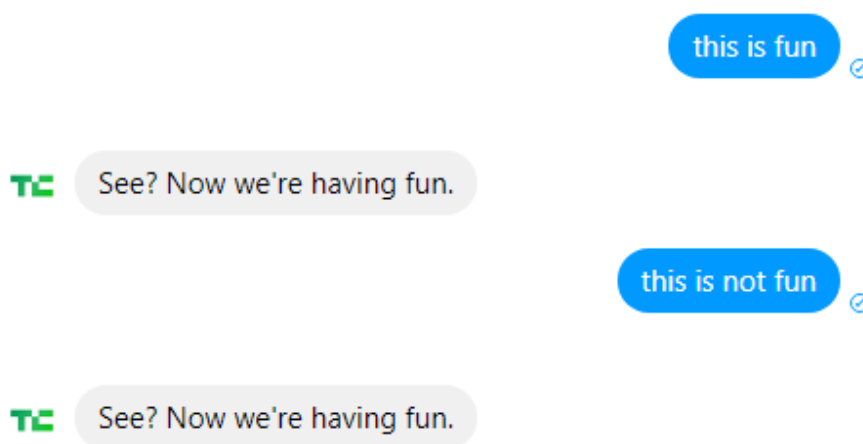 this is fun
TC See? Now we're having fun.
this is not fun
TC See? Now we're having fun.